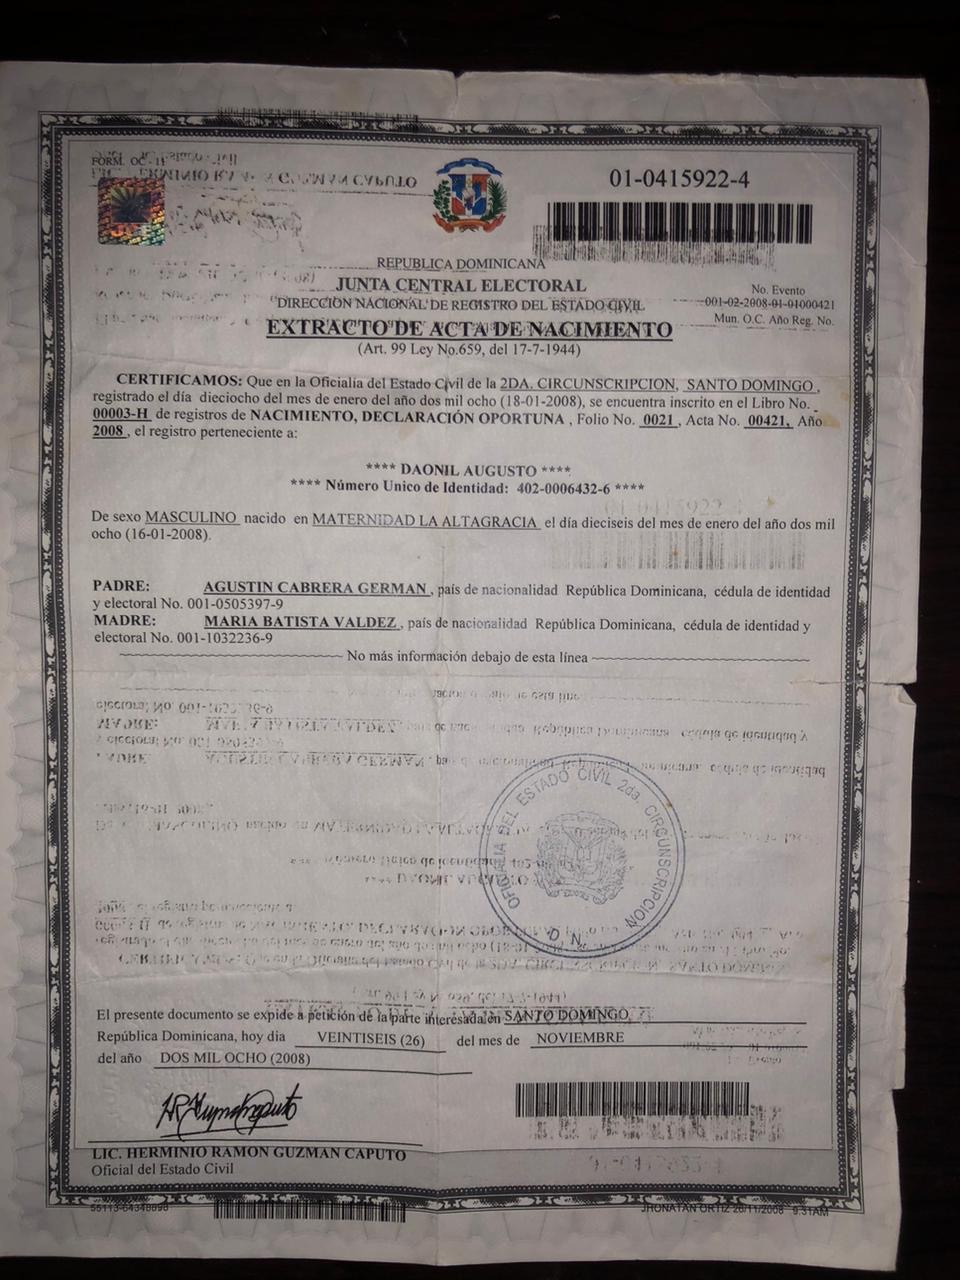 FORM. OC - 11
01-0415922-4
REPUBLICA DOMINICANA
JUNTA CENTRAL ELECTORAL
DIRECCIÓN NACIONAL DE REGISTRO DEL ESTADO CIVIL
EXTRACTO DE ACTA DE NACIMIENTO
(Art. 99 Ley No.659, del 17-7-1944)
No. Evento
001-02-2008-01-01000421
Mun. O.C. Año Reg. No.
CERTIFICAMOS: Que en la Oficialía del Estado Civil de la 2DA. CIRCUNSCRIPCION, SANTO DOMINGO,
registrado el día dieciocho del mes de enero del año dos mil ocho (18-01-2008), se encuentra inscrito en el Libro No.
00003-H de registros de NACIMIENTO, DECLARACIÓN OPORTUNA , Folio No. 0021 , Acta No. 00421, Año
2008 , el registro perteneciente a:
**** DAONIL AUGUSTO ****
**** Número Unico de Identidad: 402-0006432-6 ****
De sexo MASCULINO nacido en MATERNIDAD LA ALTAGRACIA el día dieciseis del mes de enero del año dos mil
ocho (16-01-2008).
PADRE: AGUSTIN CABRERA GERMAN , país de nacionalidad República Dominicana, cédula de identidad
y electoral No. 001-0505397-9
MADRE: MARIA BATISTA VALDEZ , país de nacionalidad República Dominicana, cédula de identidad y
electoral No. 001-1032236-9
No más información debajo de esta línea
OFICIALIA DEL ESTADO CIVIL 2da. CIRCUNSCRIPCION
El presente documento se expide a petición de la parte interesada en SANTO DOMINGO,
República Dominicana, hoy dia VEINTISEIS (26) del mes de NOVIEMBRE
del año DOS MIL OCHO (2008)
LIC. HERMINIO RAMON GUZMAN CAPUTO
Oficial del Estado Civil
55113-64348898
JHONATAN ORTIZ 26/11/2008 9:31AM